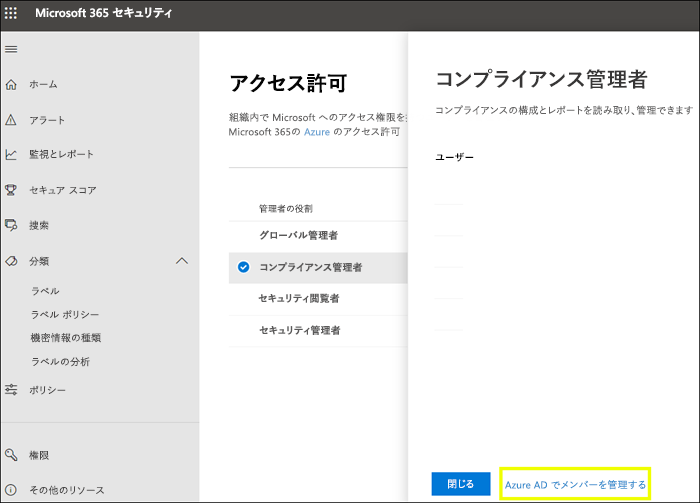 Microsoft 365 セキュリティ
ホーム
アラート
監視とレポート
セキュア スコア
捜索
分類
ラベル
ラベル ポリシー
機密情報の種類
ラベルの分析
ポリシー
権限
その他のリソース
アクセス許可
組織内で Microsoft へのアクセス権限を
Microsoft 365の Azure のアクセス許可
管理者の役割
グローバル管理者
コンプライアンス管理者
セキュリティ閲覧者
セキュリティ管理者
コンプライアンス管理者
コンプライアンスの構成とレポートを読み取り、管理できます
ユーザー
閉じる
Azure AD でメンバーを管理する